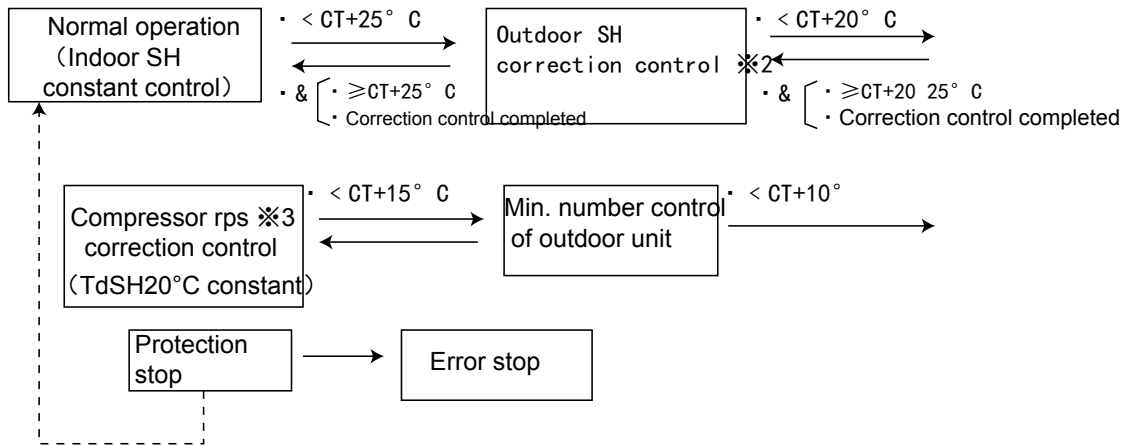 Normal operation
（Indoor SH
constant control）
・ < CT+25° C
・ & ・ ≧CT+25° C
・ Correction control completed
Outdoor SH
correction control ※2
・ < CT+20° C
・ & ・ ≧CT+20 25° C
・ Correction control completed
Compressor rps ※3
correction control
（TdSH20°C constant）
・ < CT+15° C
Min. number control
of outdoor unit
・ < CT+10°
Protection
stop
Error stop